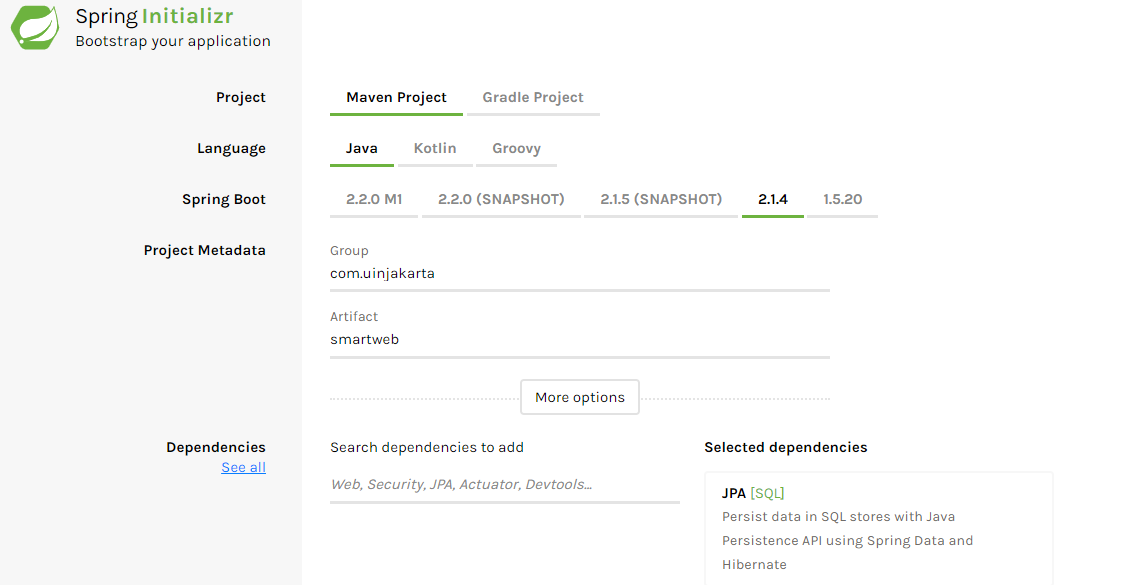 Spring Initializr
Bootstrap your application
Project
Maven Project Gradle Project
Language
Java Kotlin Groovy
Spring Boot
2.2.0 M1 2.2.0 (SNAPSHOT) 2.1.5 (SNAPSHOT) 2.1.4 1.5.20
Project Metadata
Group
com.uinjakarta
Artifact
smartweb
More options
Dependencies
See all
Search dependencies to add
Web, Security, JPA, Actuator, Devtools...
Selected dependencies
JPA [SQL]
Persist data in SQL stores with Java
Persistence API using Spring Data and
Hibernate